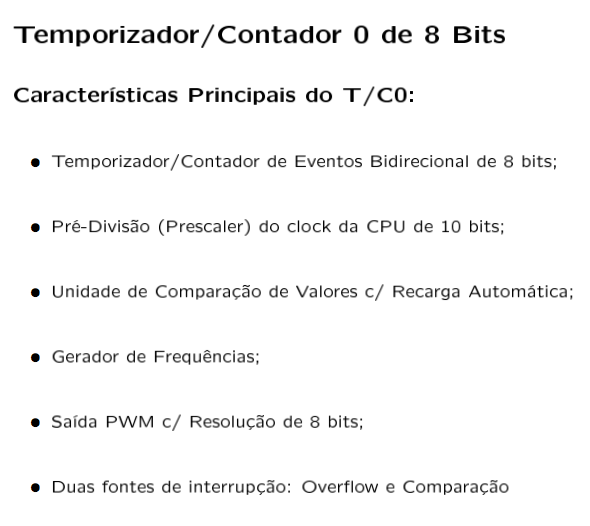 Temporizador/Contador 0 de 8 Bits
Características Principais do T/C0:
● Temporizador/Contador de Eventos Bidirecional de 8 bits;
● Pré-Divisão (Prescaler) do clock da CPU de 10 bits;
● Unidade de Comparação de Valores c/ Recarga Automática;
● Gerador de Frequências;
● Saída PWM c/ Resolução de 8 bits;
● Duas fontes de interrupção: Overflow e Comparação